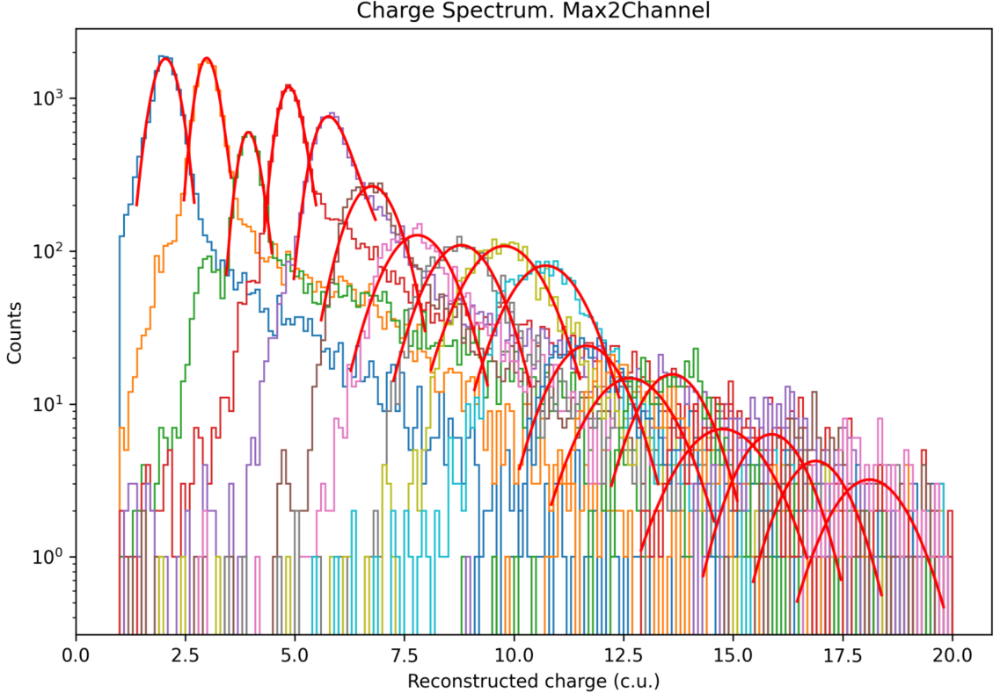 Charge Spectrum. Max2Channel
10³
10²
10¹
10⁰
Counts
0.0 2.5 5.0 7.5 10.0 12.5 15.0 17.5 20.0
Reconstructed charge (c.u.)